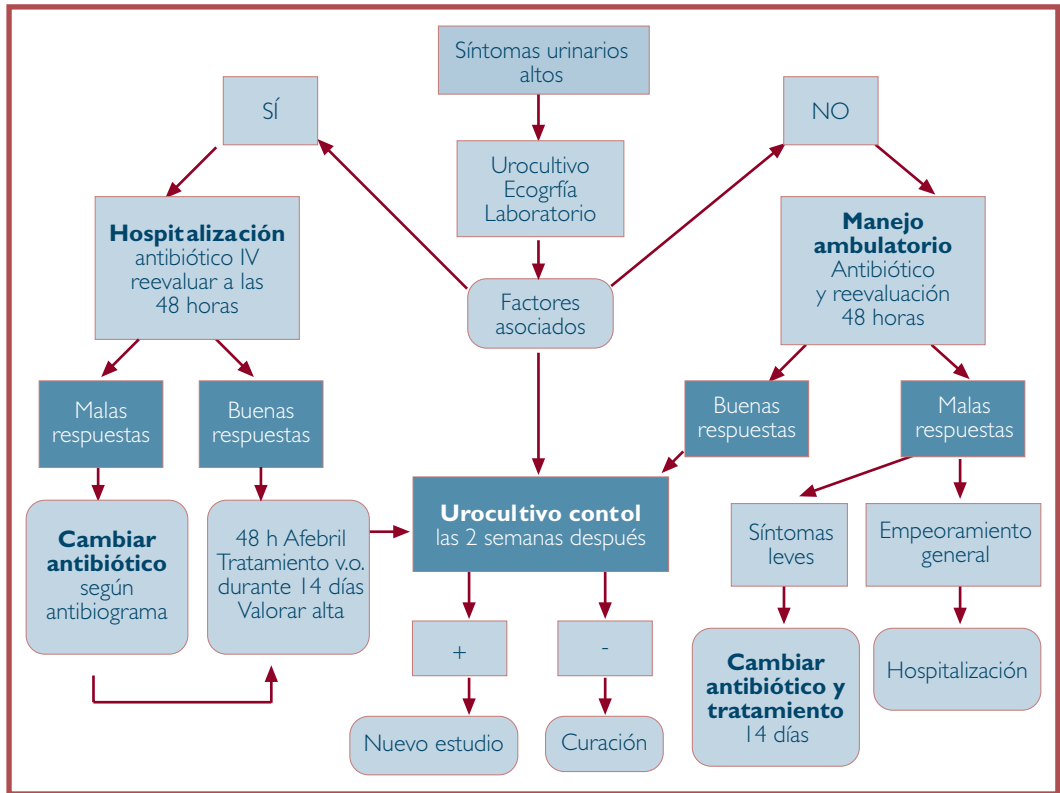 Síntomas urinarios
altos
SÍ
NO
Urocultivo
Ecogrfía
Laboratorio
Hospitalización
antibiótico IV
reevaluar a las
48 horas
Manejo
ambulatorio
Antibiótico
y reevaluación
48 horas
Factores
asociados
Malas
respuestas
Buenas
respuestas
Buenas
respuestas
Malas
respuestas
Cambiar
antibiótico
según
antibiograma
48 h Afebril
Tratamiento v.o.
durante 14 días
Valorar alta
Urocultivo contol
las 2 semanas después
Síntomas
leves
Empeoramiento
general
+
-
Cambiar
antibiótico y
tratamiento
14 días
Hospitalización
Nuevo estudio
Curación